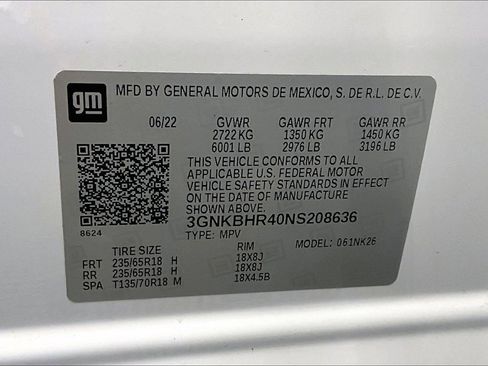 gm
MFD BY GENERAL MOTORS DE MEXICO, S. DE R.L. DE C.V.
06/22 GVWR GAWR FRT GAWR RR
2722 KG 1350 KG 1450 KG
6001 LB 2976 LB 3196 LB
THIS VEHICLE CONFORMS TO ALL
APPLICABLE U.S. FEDERAL MOTOR
VEHICLE SAFETY STANDARDS IN EFFECT
ON THE DATE OF MANUFACTURE SHOWN ABOVE.
8624 3GNKBHR40NS208636
TYPE: MPV MODEL: 061NK26
TIRE SIZE RIM
FRT 235/65R18 H 18X8J
RR 235/65R18 H 18X8J
SPA T135/70R18 M 18X4.5B